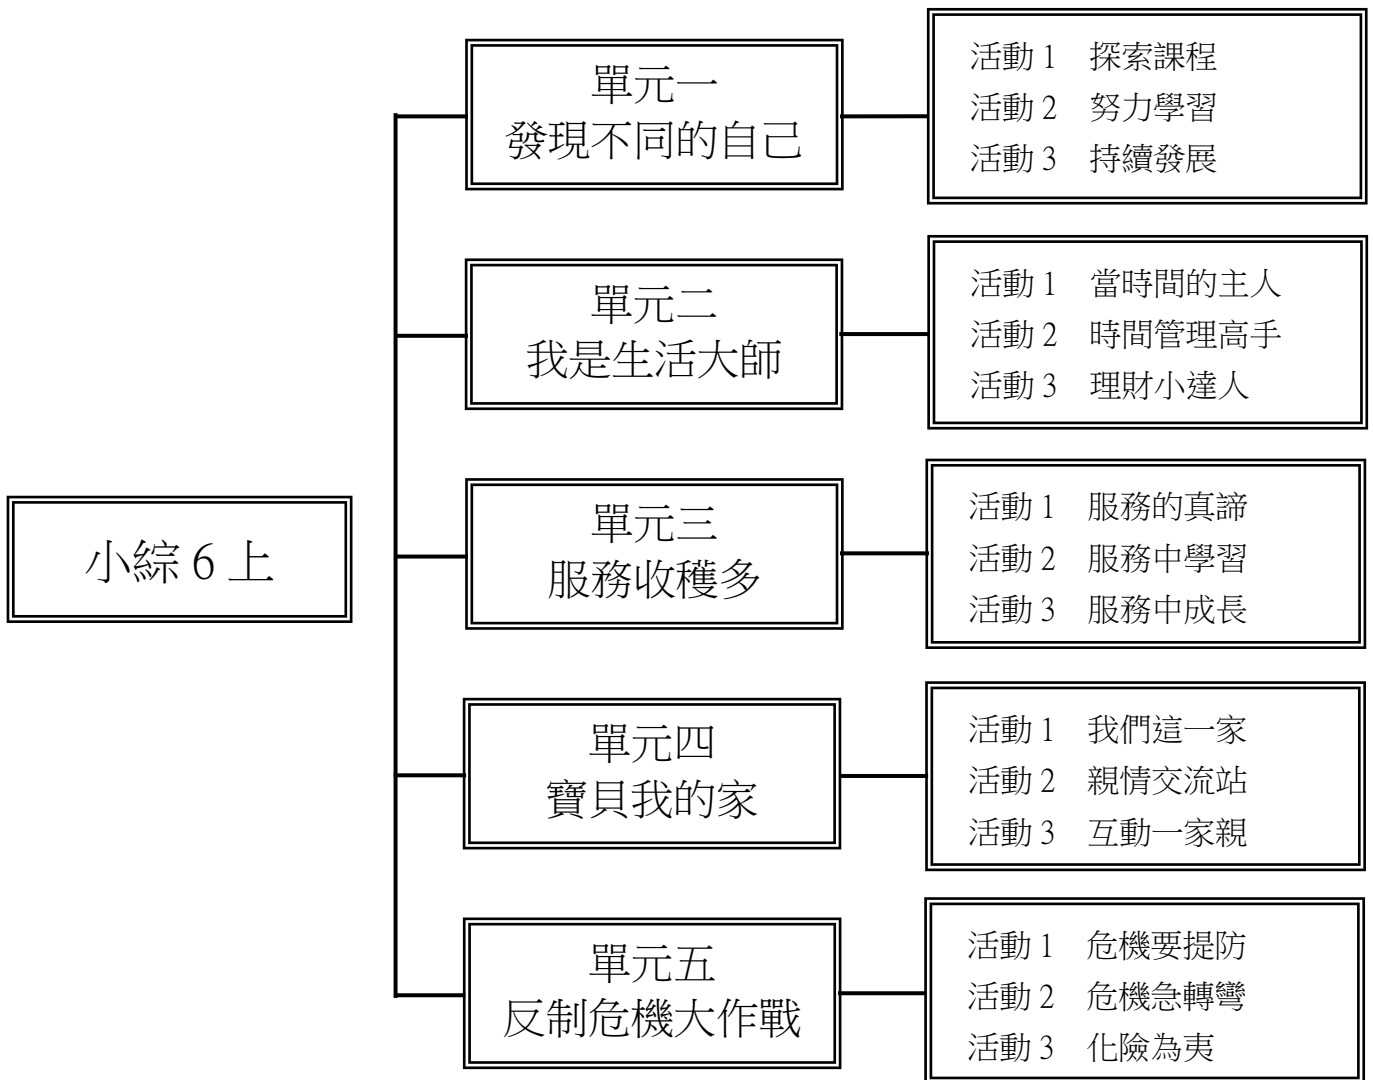 小綜 6 上
單元一
發現不同的自己
活動 1 探索課程
活動 2 努力學習
活動 3 持續發展
單元二
我是生活大師
活動 1 當時間的主人
活動 2 時間管理高手
活動 3 理財小達人
單元三
服務收穫多
活動 1 服務的真諦
活動 2 服務中學習
活動 3 服務中成長
單元四
寶貝我的家
活動 1 我們這一家
活動 2 親情交流站
活動 3 互動一家親
單元五
反制危機大作戰
活動 1 危機要提防
活動 2 危機急轉彎
活動 3 化險為夷